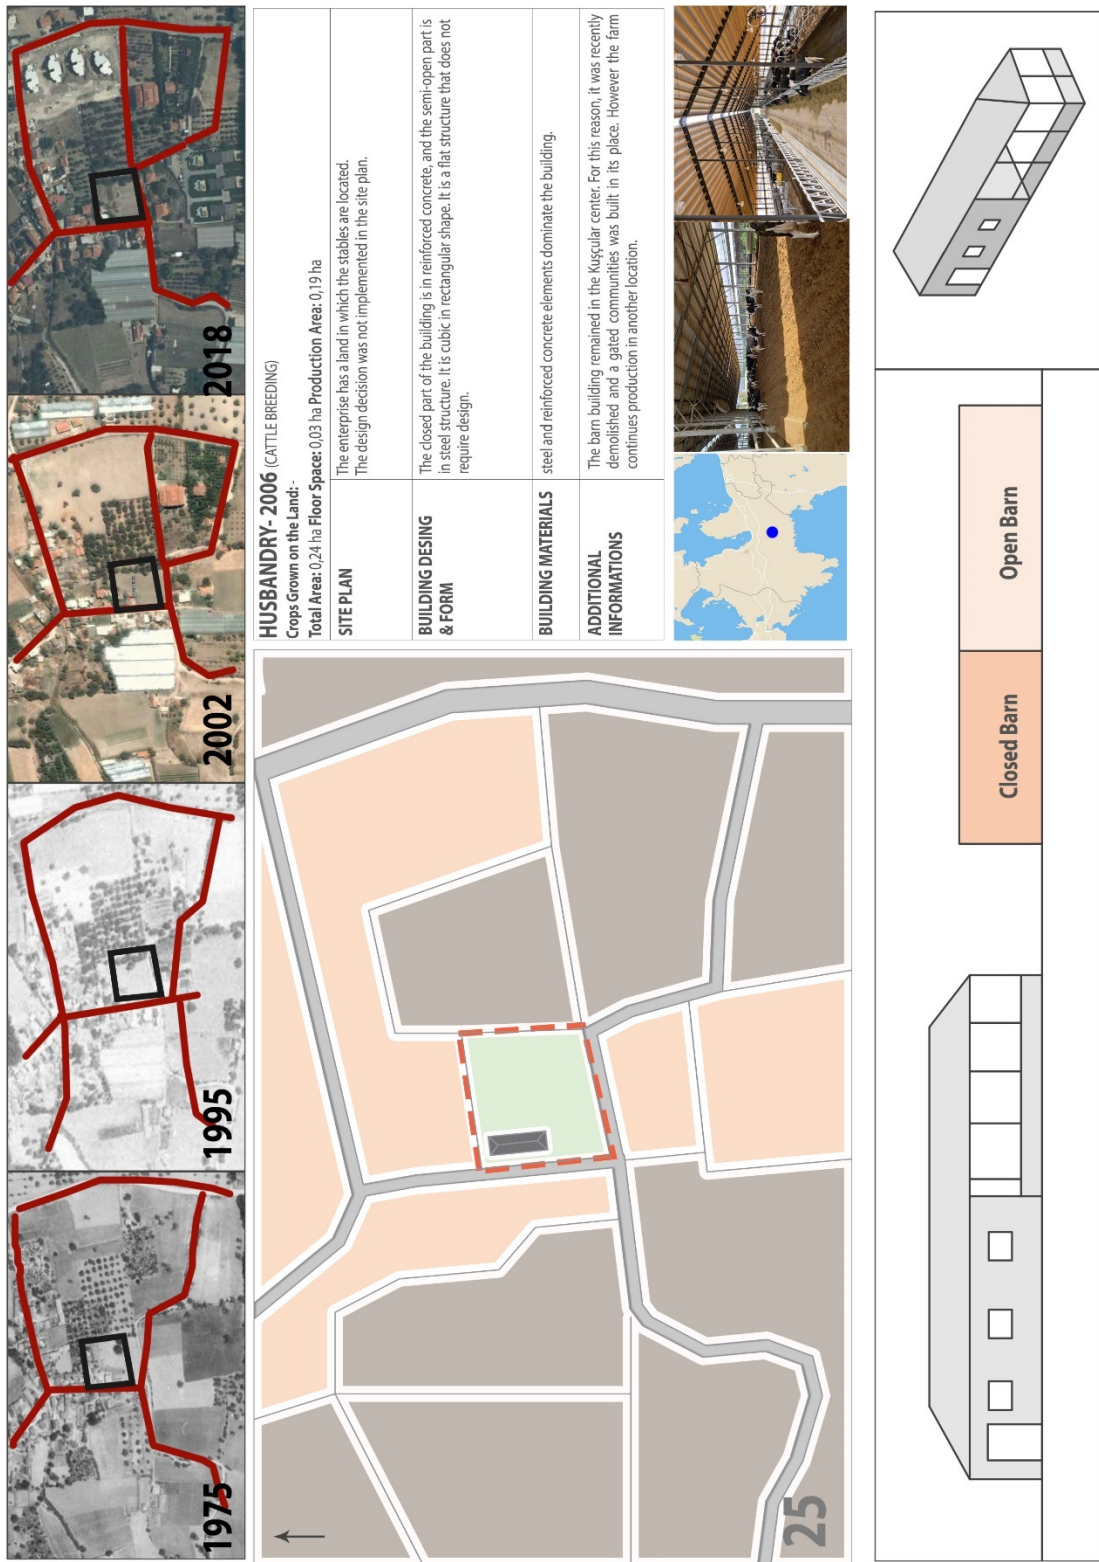 1975
1995
2002
2018
25
HUSBANDRY- 2006 (CATTLE BREEDING)
Crops Grown on the Land: -
Total Area: 0,24 ha Floor Space: 0,03 ha Production Area: 0,19 ha
SITE PLAN
The enterprise has a land in which the stables are located.
The design decision was not implemented in the site plan.
BUILDING DESING
& FORM
The closed part of the building is in reinforced concrete, and the semi-open part is
in steel structure. It is cubic in rectangular shape. It is a flat structure that does not
require design.
BUILDING MATERIALS
steel and reinforced concrete elements dominate the building.
ADDITIONAL
INFORMATIONS
The barn building remained in the Kuşçular center. For this reason, it was recently
demolished and a gated communities was built in its place. However the farm
continues production in another location.
Closed Barn
Open Barn